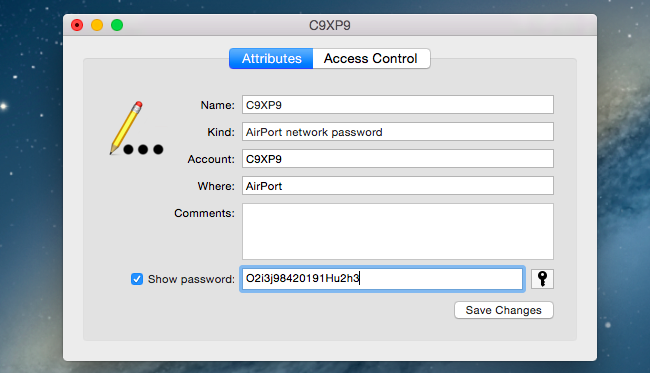 C9XP9
Attributes Access Control
Name: C9XP9
Kind: AirPort network password
Account: C9XP9
Where: AirPort
Comments:
Show password: O2i3j98420191Hu2h3
Save Changes